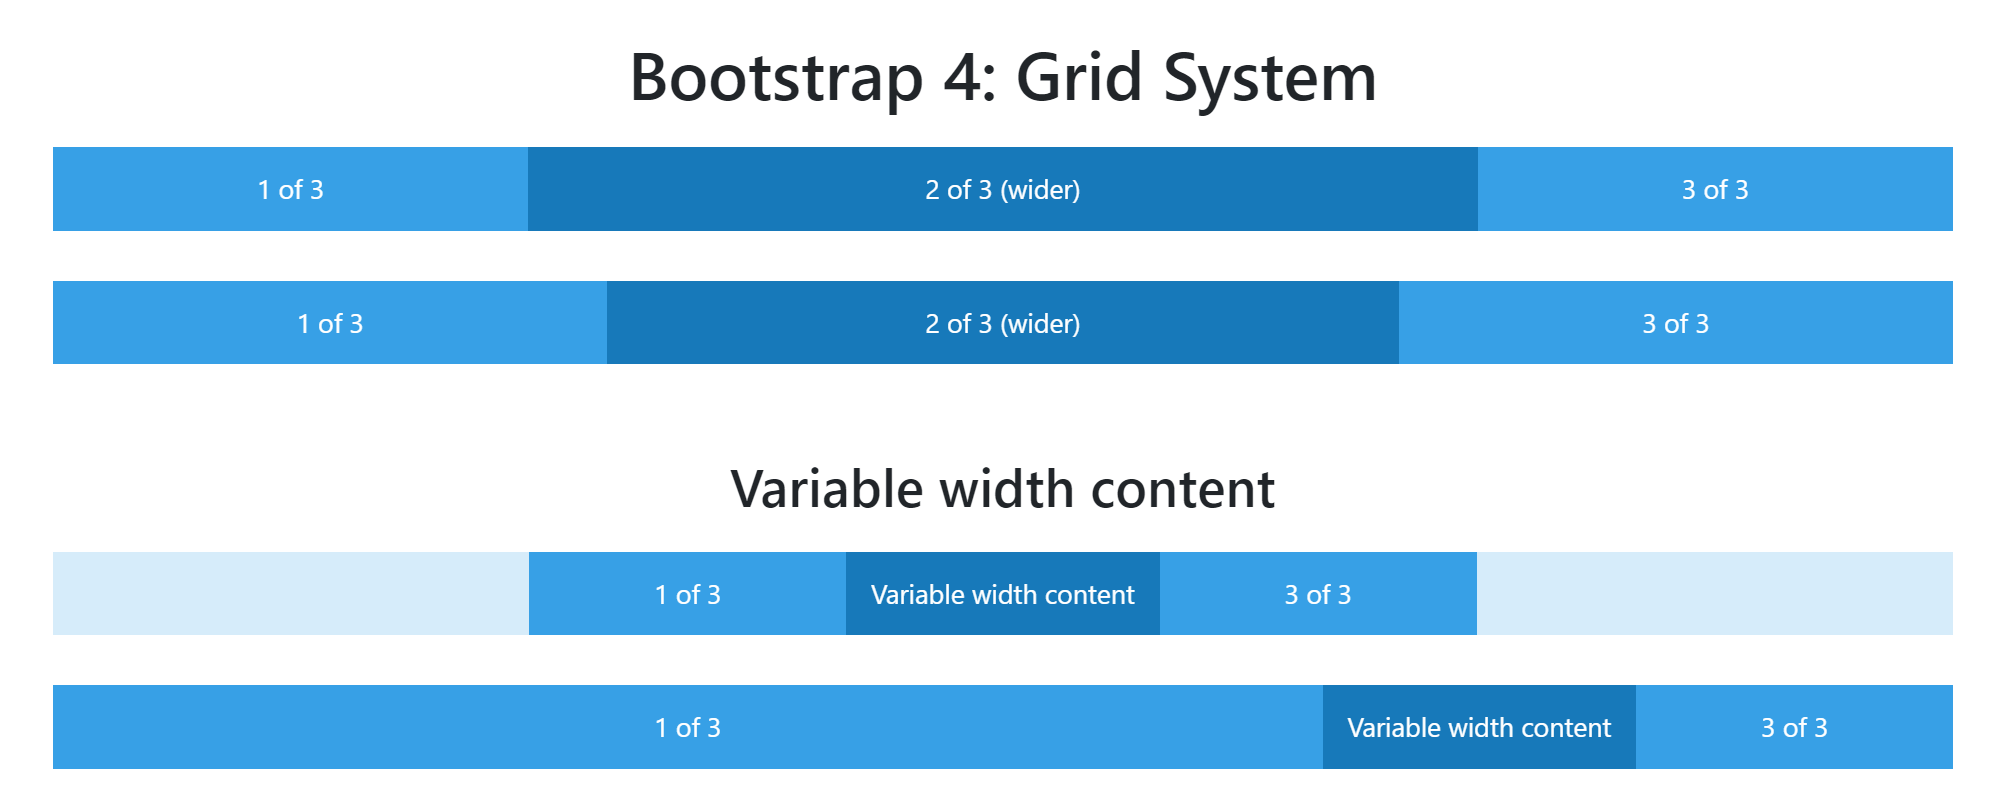 Bootstrap 4: Grid System
1 of 3 2 of 3 (wider) 3 of 3
1 of 3 2 of 3 (wider) 3 of 3
Variable width content
1 of 3 Variable width content 3 of 3
1 of 3 Variable width content 3 of 3